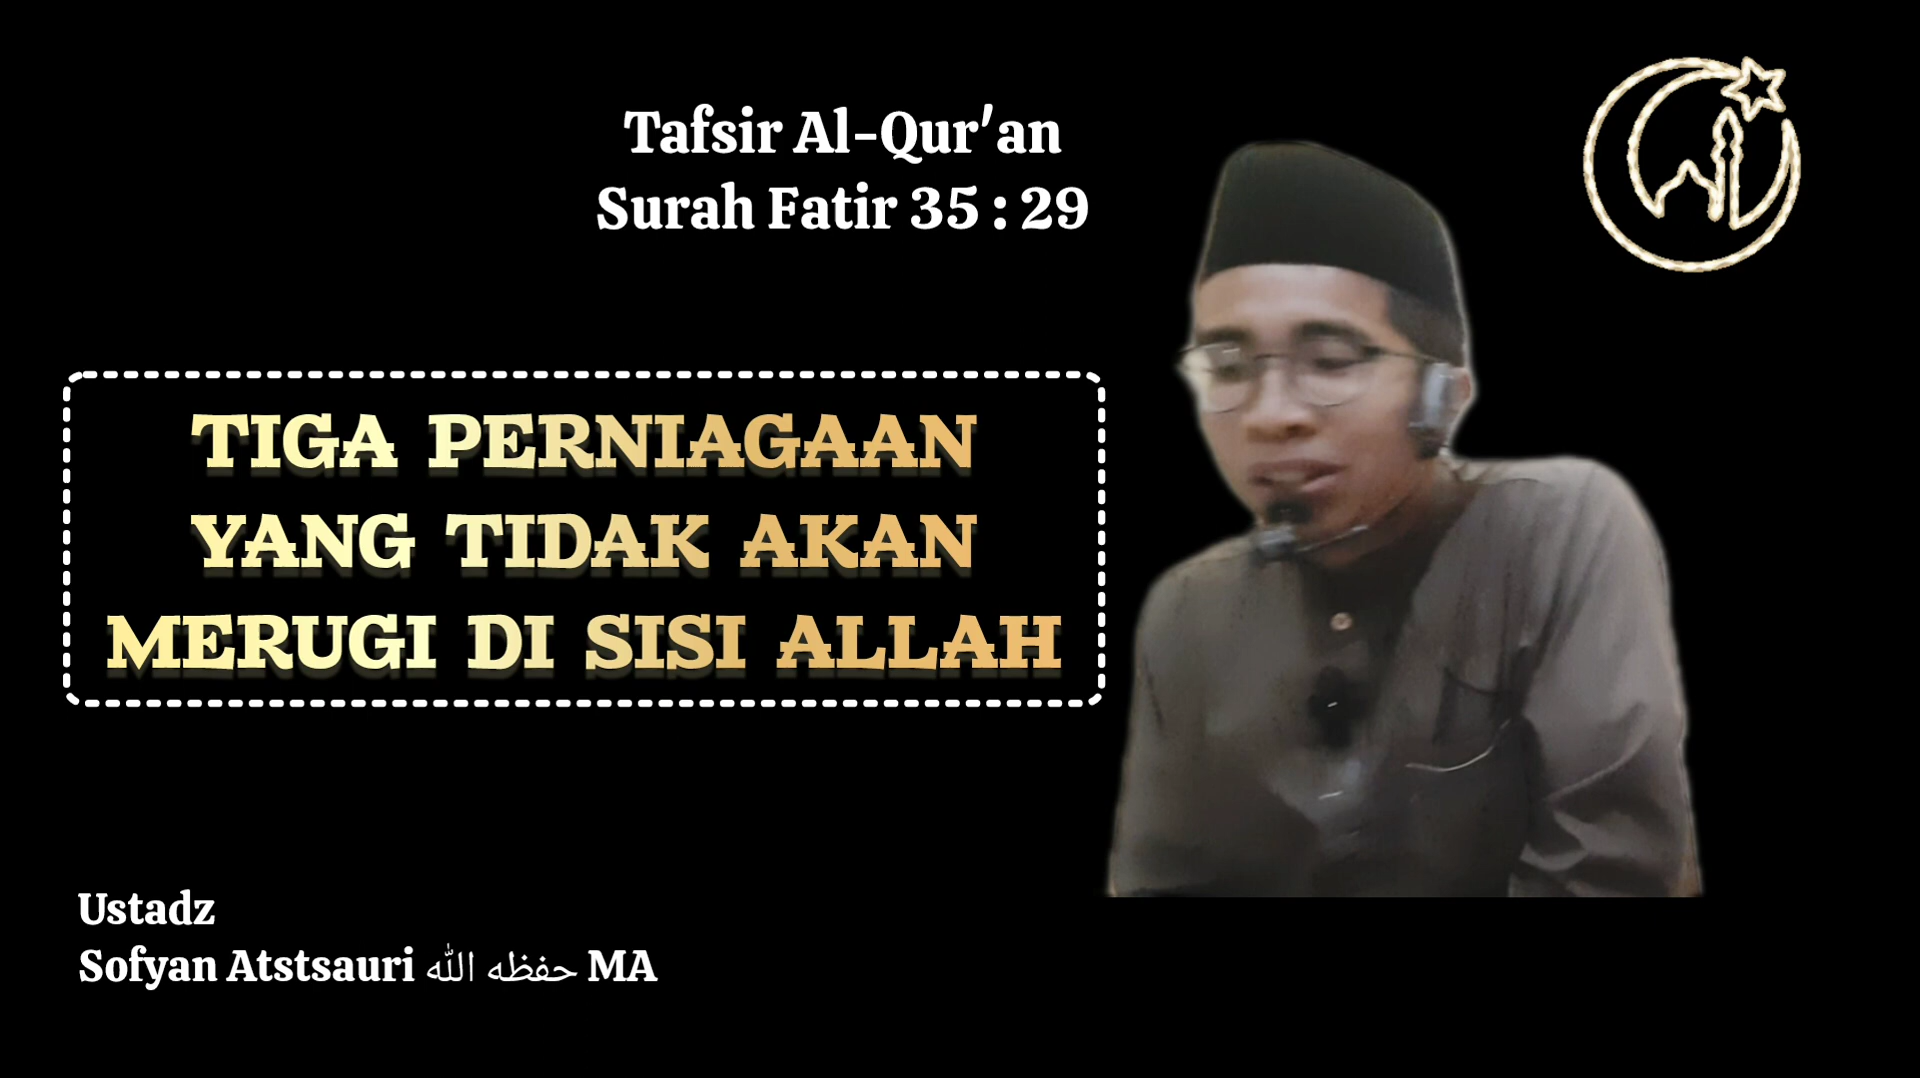 Tafsir Al-Qur'an
Surah Fatir 35 : 29
TIGA PERNIAGAAN
YANG TIDAK AKAN
MERUGI DI SISI ALLAH
Ustadz
Sofyan Atstsauri حفظه الله MA